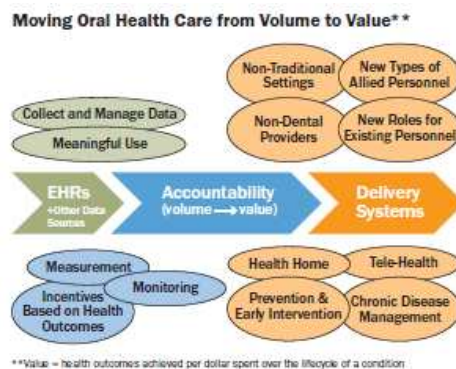 Moving Oral Health Care from Volume to Value**
Non-Traditional
Settings
New Types of
Allied Personnel
Collect and Manage Data
Meaningful Use
Non-Dental
Providers
New Roles for
Existing Personnel
EHRs
+Other Data
Sources
Accountability
(volume → value)
Delivery
Systems
Measurement
Monitoring
Incentives
Based on Health
Outcomes
Health Home
Tele-Health
Prevention &
Early Intervention
Chronic Disease
Management
**Value = health outcomes achieved per dollar spent over the lifecycle of a condition